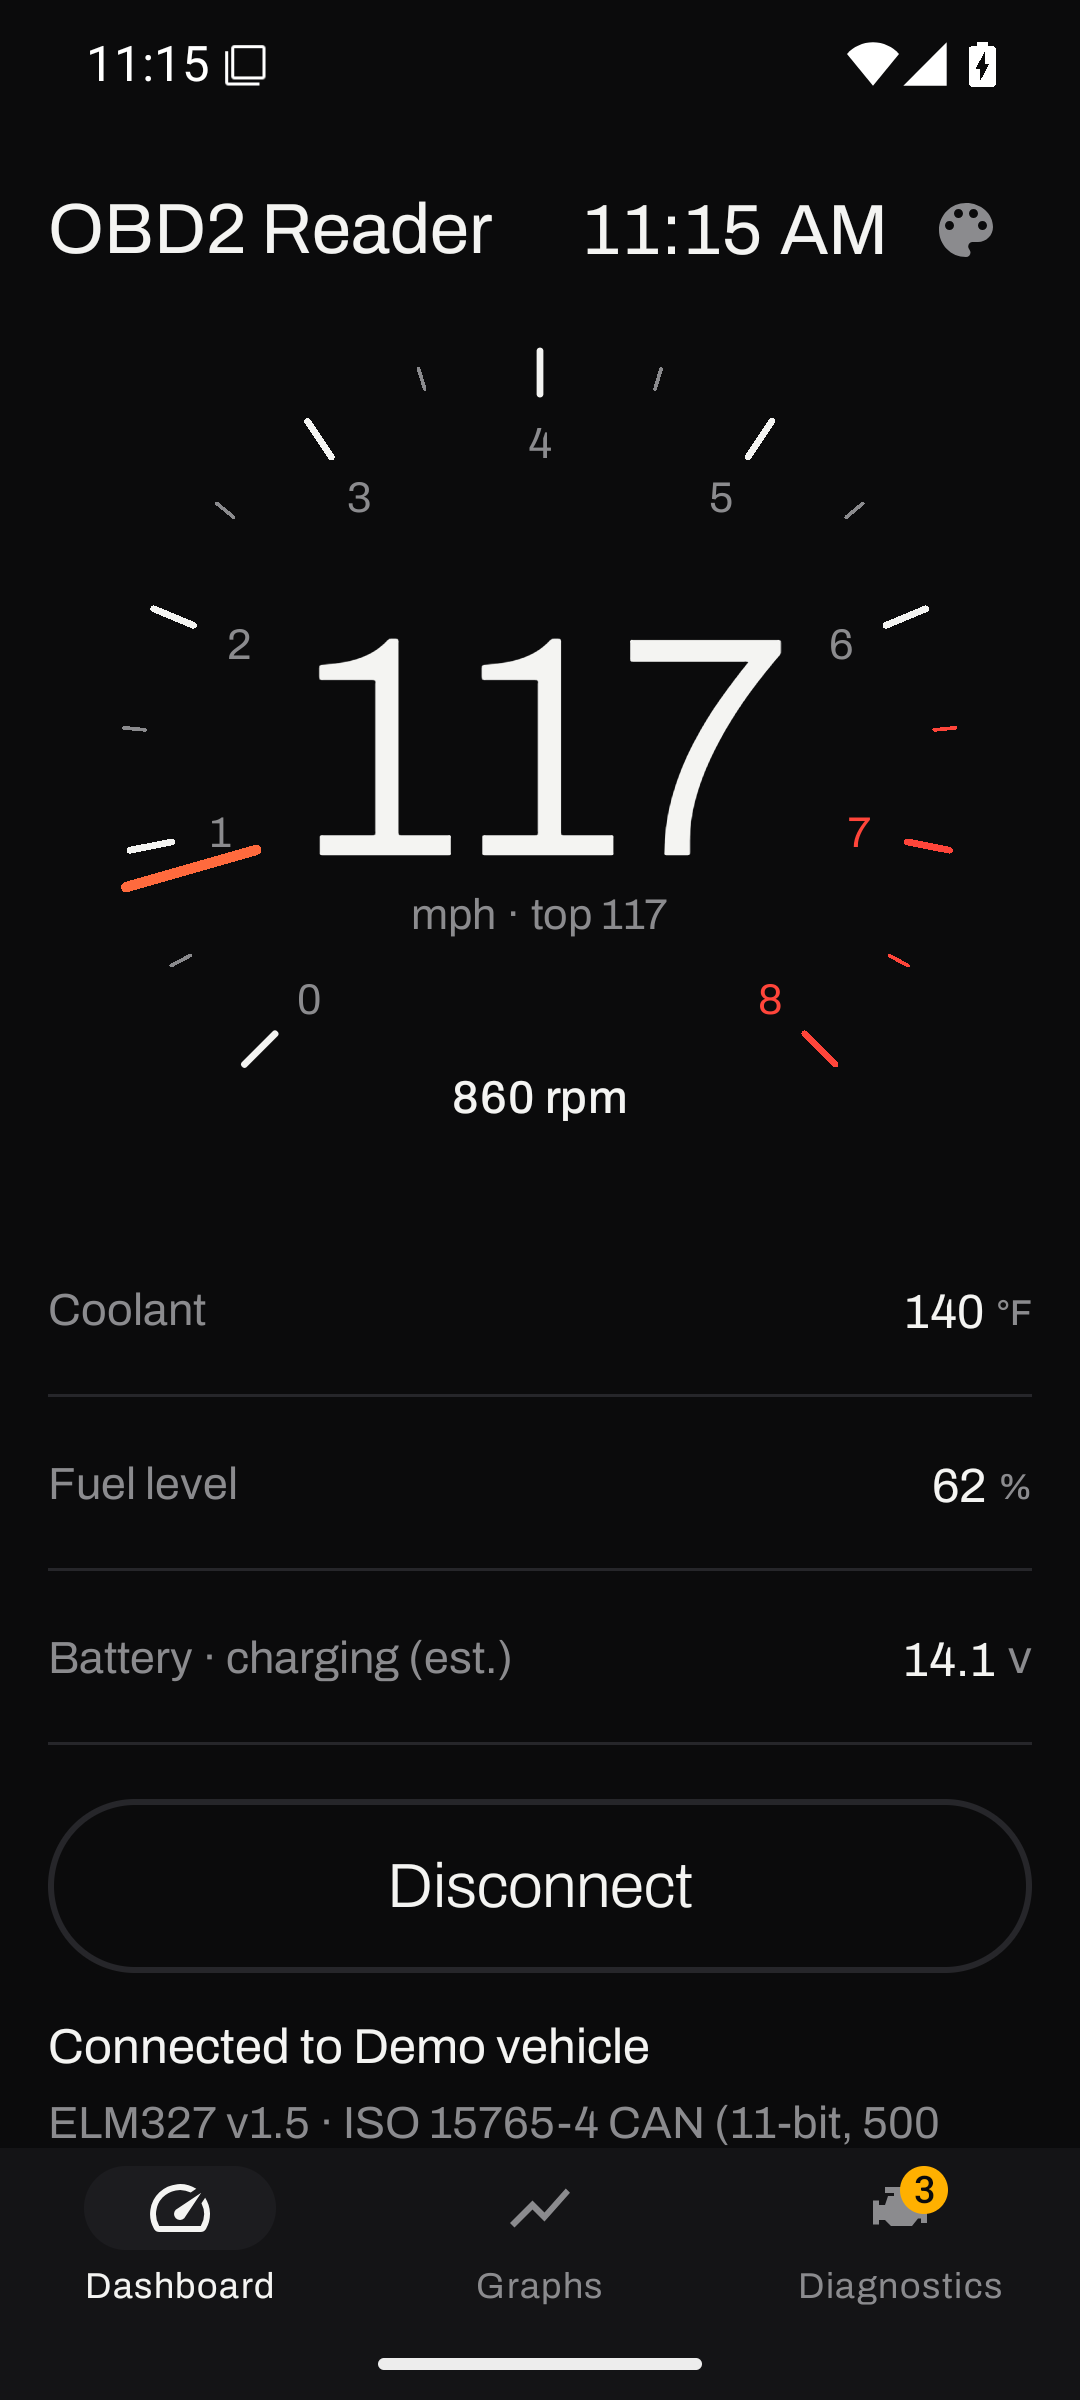 11:15
OBD2 Reader 11:15 AM
4
3 5
2 6
117
1 7
mph · top 117
0 8
860 rpm
Coolant 140 °F
Fuel level 62 %
Battery · charging (est.) 14.1 V
Disconnect
Connected to Demo vehicle
ELM327 v1.5 · ISO 15765-4 CAN (11-bit, 500
3
Dashboard Graphs Diagnostics